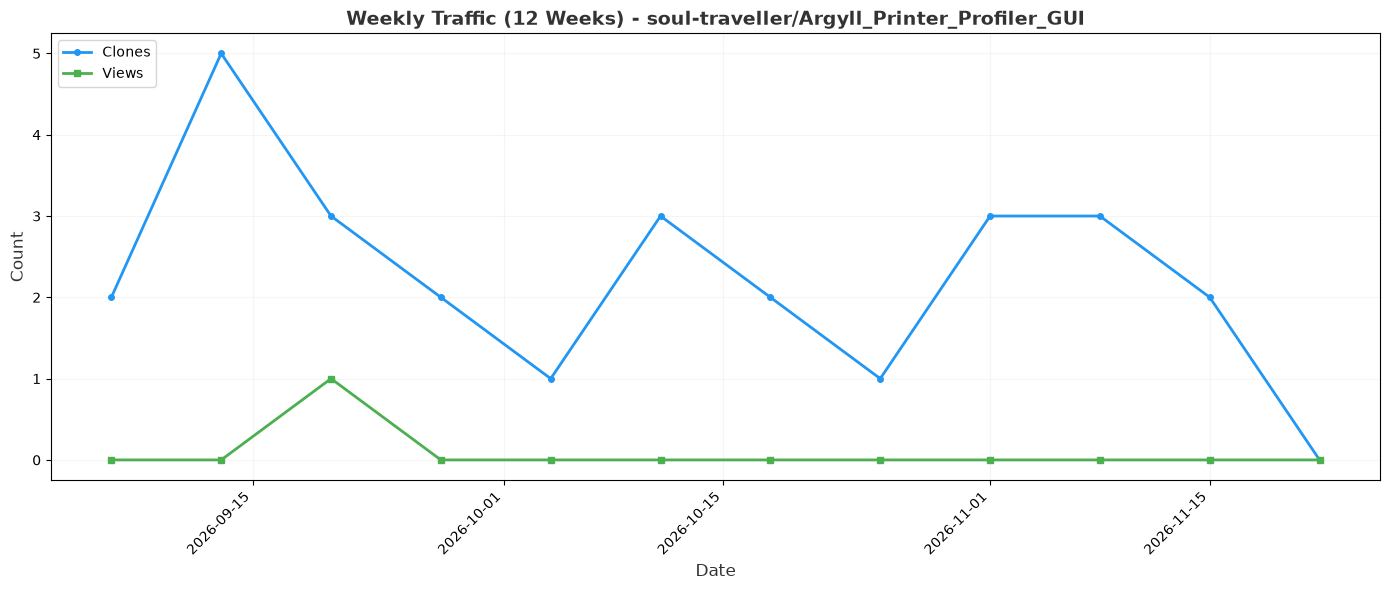 Weekly Traffic (12 Weeks) - soul-traveller/Argyll_Printer_Profiler_GUI
Clones
Views
Count
5
4
3
2
1
0
2026-09-15
2026-10-01
2026-10-15
2026-11-01
2026-11-15
Date